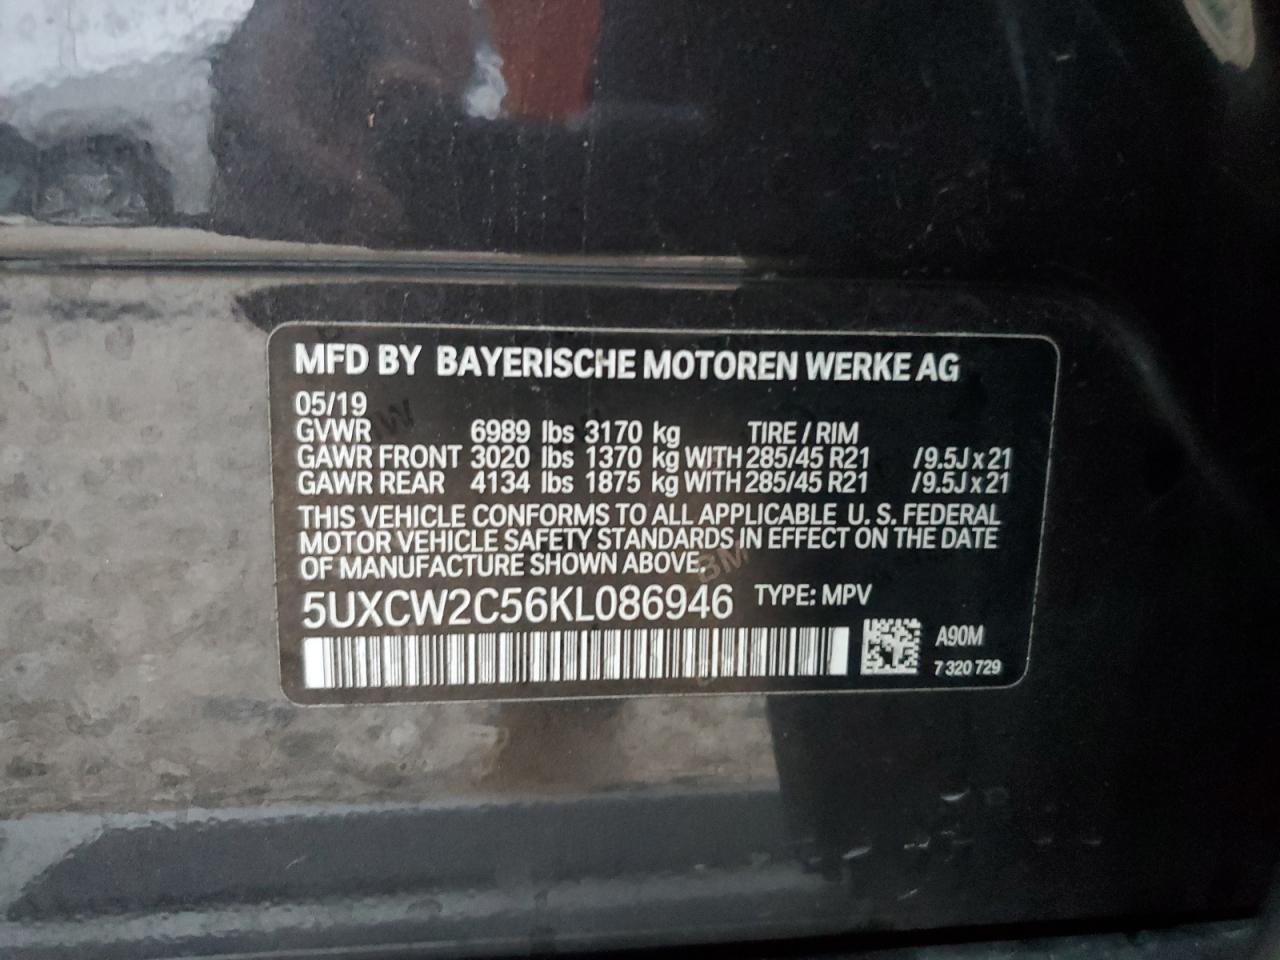 MFD BY BAYERISCHE MOTOREN WERKE AG
05/19
GVWR 6989 lbs 3170 kg TIRE / RIM
GAWR FRONT 3020 lbs 1370 kg WITH 285/45 R21 /9.5J x 21
GAWR REAR 4134 lbs 1875 kg WITH 285/45 R21 /9.5J x 21
THIS VEHICLE CONFORMS TO ALL APPLICABLE U.S. FEDERAL
MOTOR VEHICLE SAFETY STANDARDS IN EFFECT ON THE DATE
OF MANUFACTURE SHOWN ABOVE.
5UXCW2C56KL086946 TYPE: MPV
A90M
7 320 729